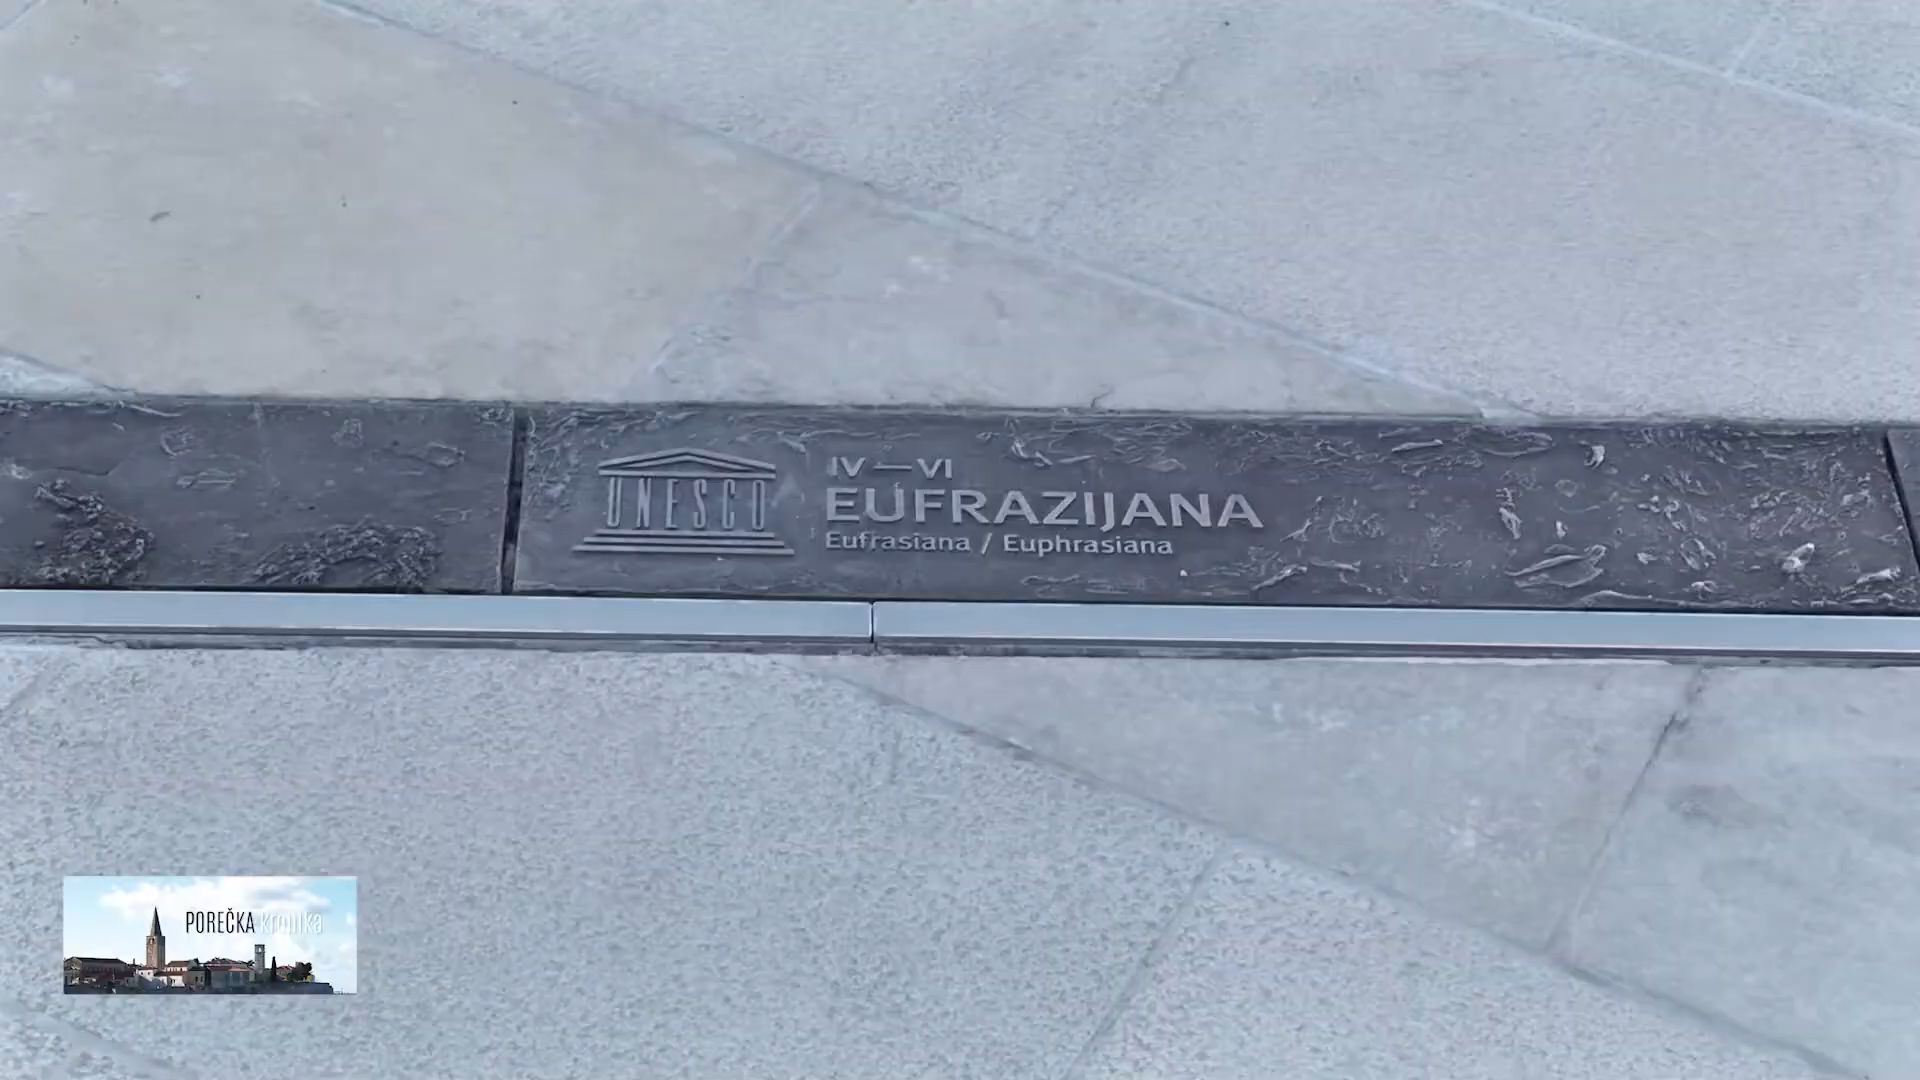 UNESCO
IV—VI
EUFRAZIJANA
Eufrasiana / Euphrasiana
POREČKA kronika